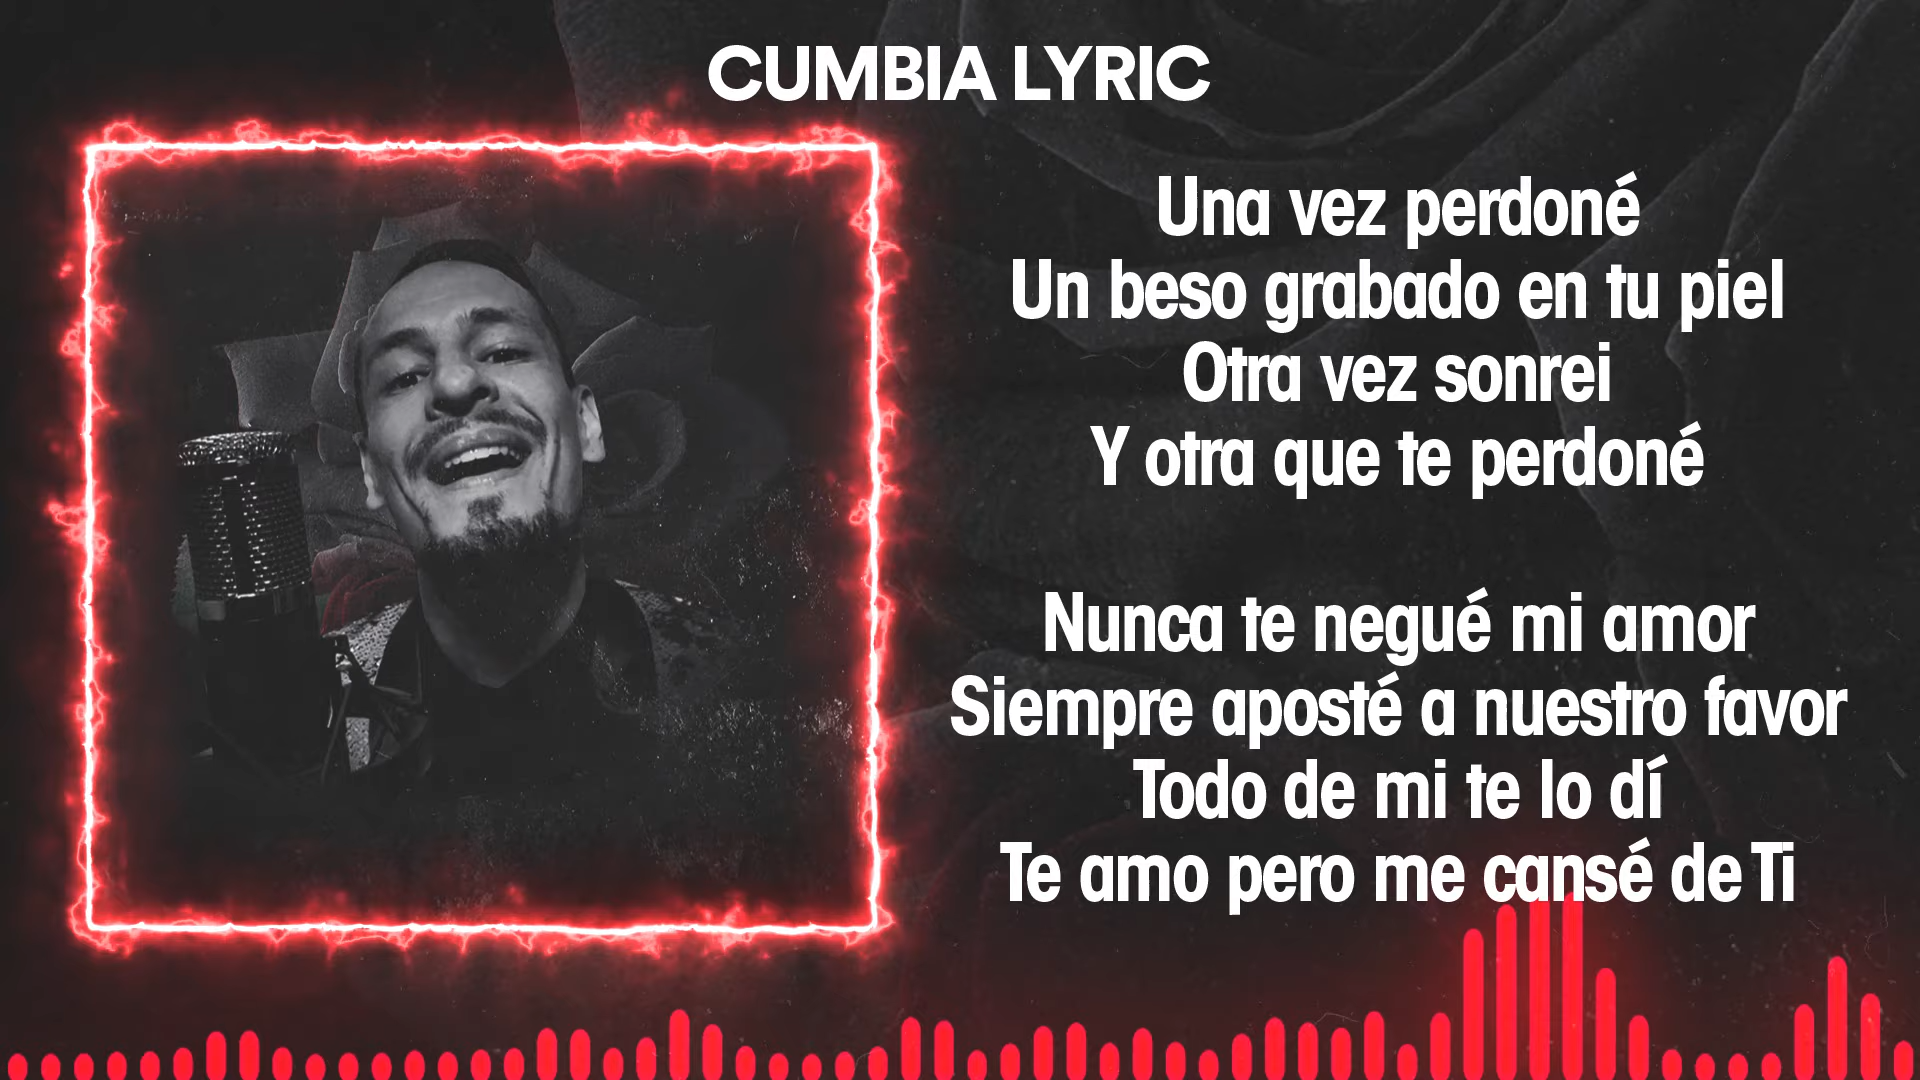 CUMBIA LYRIC
Una vez perdoné
Un beso grabado en tu piel
Otra vez sonrei
Y otra que te perdoné
Nunca te negué mi amor
Siempre aposté a nuestro favor
Todo de mi te lo dí
Te amo pero me cansé de Ti